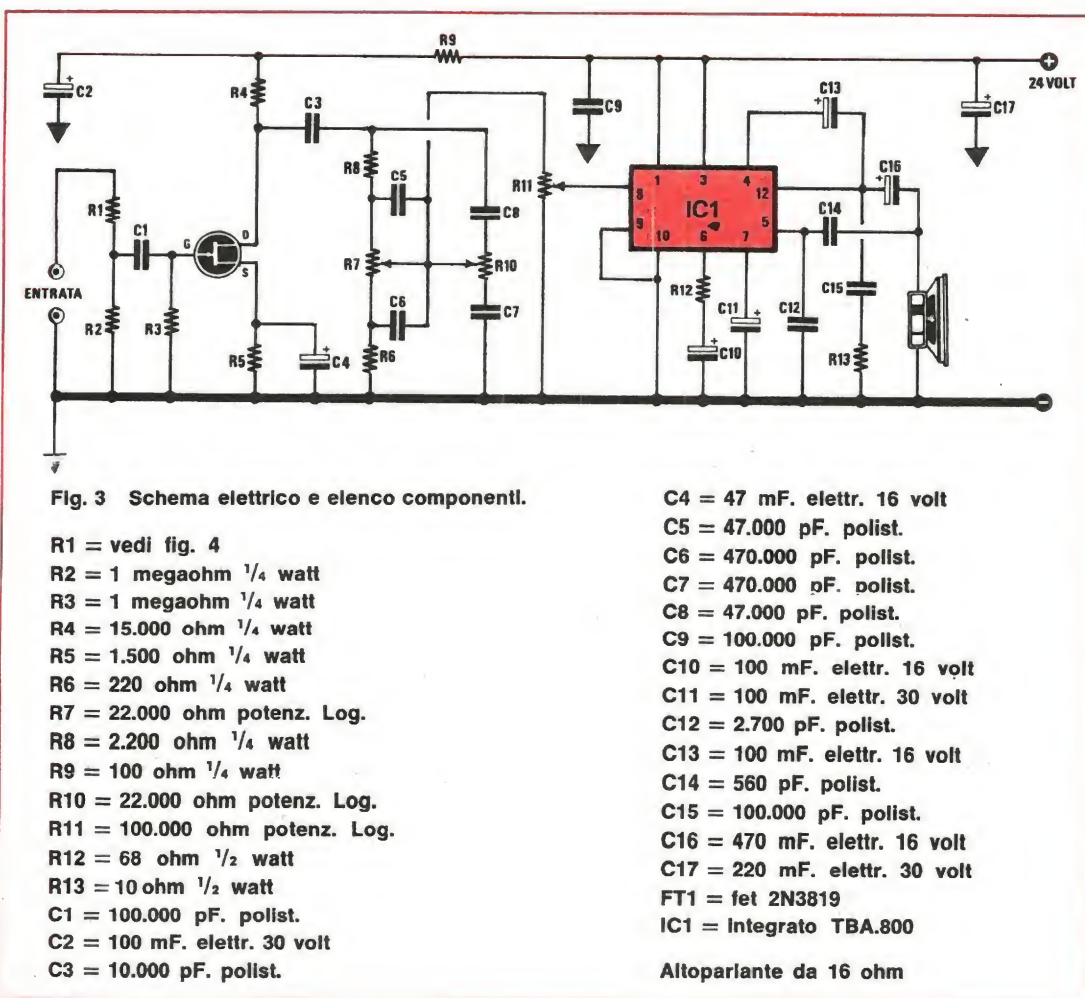 R9
24 VOLT
C2
R4
C3
C9
C13
C17
R8
C5
R11
C16
R1
C1
G
D
S
C8
1
3
4
8
12
IC1
9
5
10
6
7
C14
ENTRATA
R7
R10
R2
R3
C6
C7
R12
C11
C12
C15
R5
C4
R6
C10
R13
Fig. 3 Schema elettrico e elenco componenti.
R1 = vedi fig. 4
R2 = 1 megaohm 1/4 watt
R3 = 1 megaohm 1/4 watt
R4 = 15.000 ohm 1/4 watt
R5 = 1.500 ohm 1/4 watt
R6 = 220 ohm 1/4 watt
R7 = 22.000 ohm potenz. Log.
R8 = 2.200 ohm 1/4 watt
R9 = 100 ohm 1/4 watt
R10 = 22.000 ohm potenz. Log.
R11 = 100.000 ohm potenz. Log.
R12 = 68 ohm 1/2 watt
R13 = 10 ohm 1/2 watt
C1 = 100.000 pF. polist.
C2 = 100 mF. elettr. 30 volt
C3 = 10.000 pF. polist.
C4 = 47 mF. elettr. 16 volt
C5 = 47.000 pF. polist.
C6 = 470.000 pF. polist.
C7 = 470.000 pF. polist.
C8 = 47.000 pF. polist.
C9 = 100.000 pF. polist.
C10 = 100 mF. elettr. 16 volt
C11 = 100 mF. elettr. 30 volt
C12 = 2.700 pF. polist.
C13 = 100 mF. elettr. 16 volt
C14 = 560 pF. polist.
C15 = 100.000 pF. polist.
C16 = 470 mF. elettr. 16 volt
C17 = 220 mF. elettr. 30 volt
FT1 = fet 2N3819
IC1 = integrato TBA.800
Altoparlante da 16 ohm